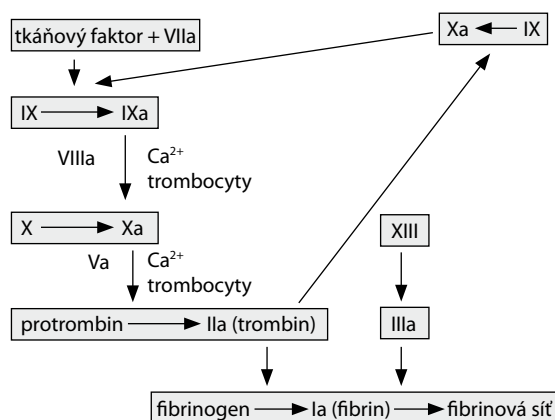 tkáňový faktor + VIIa
Xa IX
IX IXa
VIIIa
Ca²⁺
trombocyty
X Xa
XIII
Va
Ca²⁺
trombocyty
protrombin IIa (trombin)
IIIa
fibrinogen Ia (fibrin) fibrinová síť